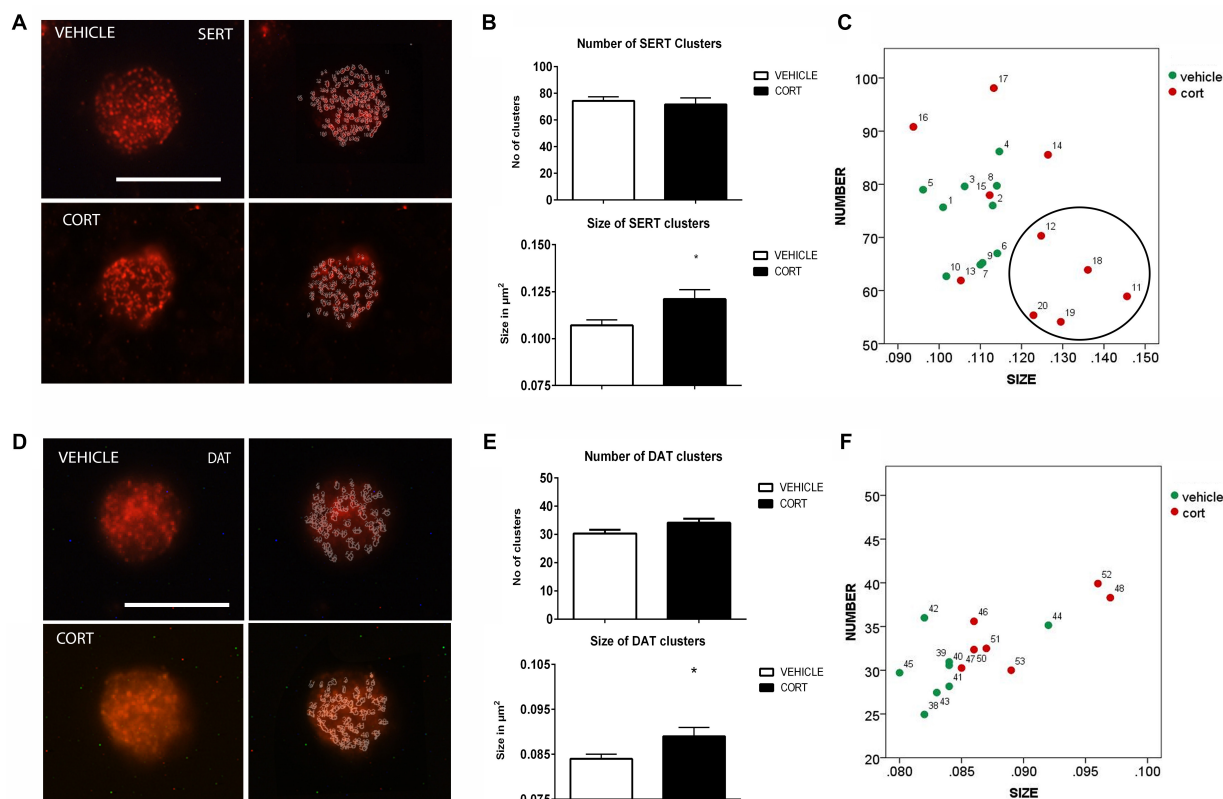 A
VEHICLE
SERT
CORT
B
Number of SERT Clusters
No of clusters
100
80
60
40
20
0
VEHICLE
CORT
Size of SERT clusters
Size in µm²
0.150
0.125
0.100
0.075
*
VEHICLE
CORT
C
NUMBER
100
90
80
70
60
50
17
16
4
14
5
3
8
15
1
2
12
6
9
18
10
13
7
11
20
19
.090
.100
.110
.120
.130
.140
.150
SIZE
vehicle
cort
D
VEHICLE
DAT
CORT
E
Number of DAT clusters
No of clusters
50
40
30
20
10
0
VEHICLE
CORT
Size of DAT clusters
Size in µm²
0.105
0.095
0.085
0.075
*
VEHICLE
CORT
F
NUMBER
50
45
40
35
30
25
20
52
48
42
46
44
51
39
40
47
50
45
53
41
43
38
.080
.085
.090
.095
.100
SIZE
vehicle
cort